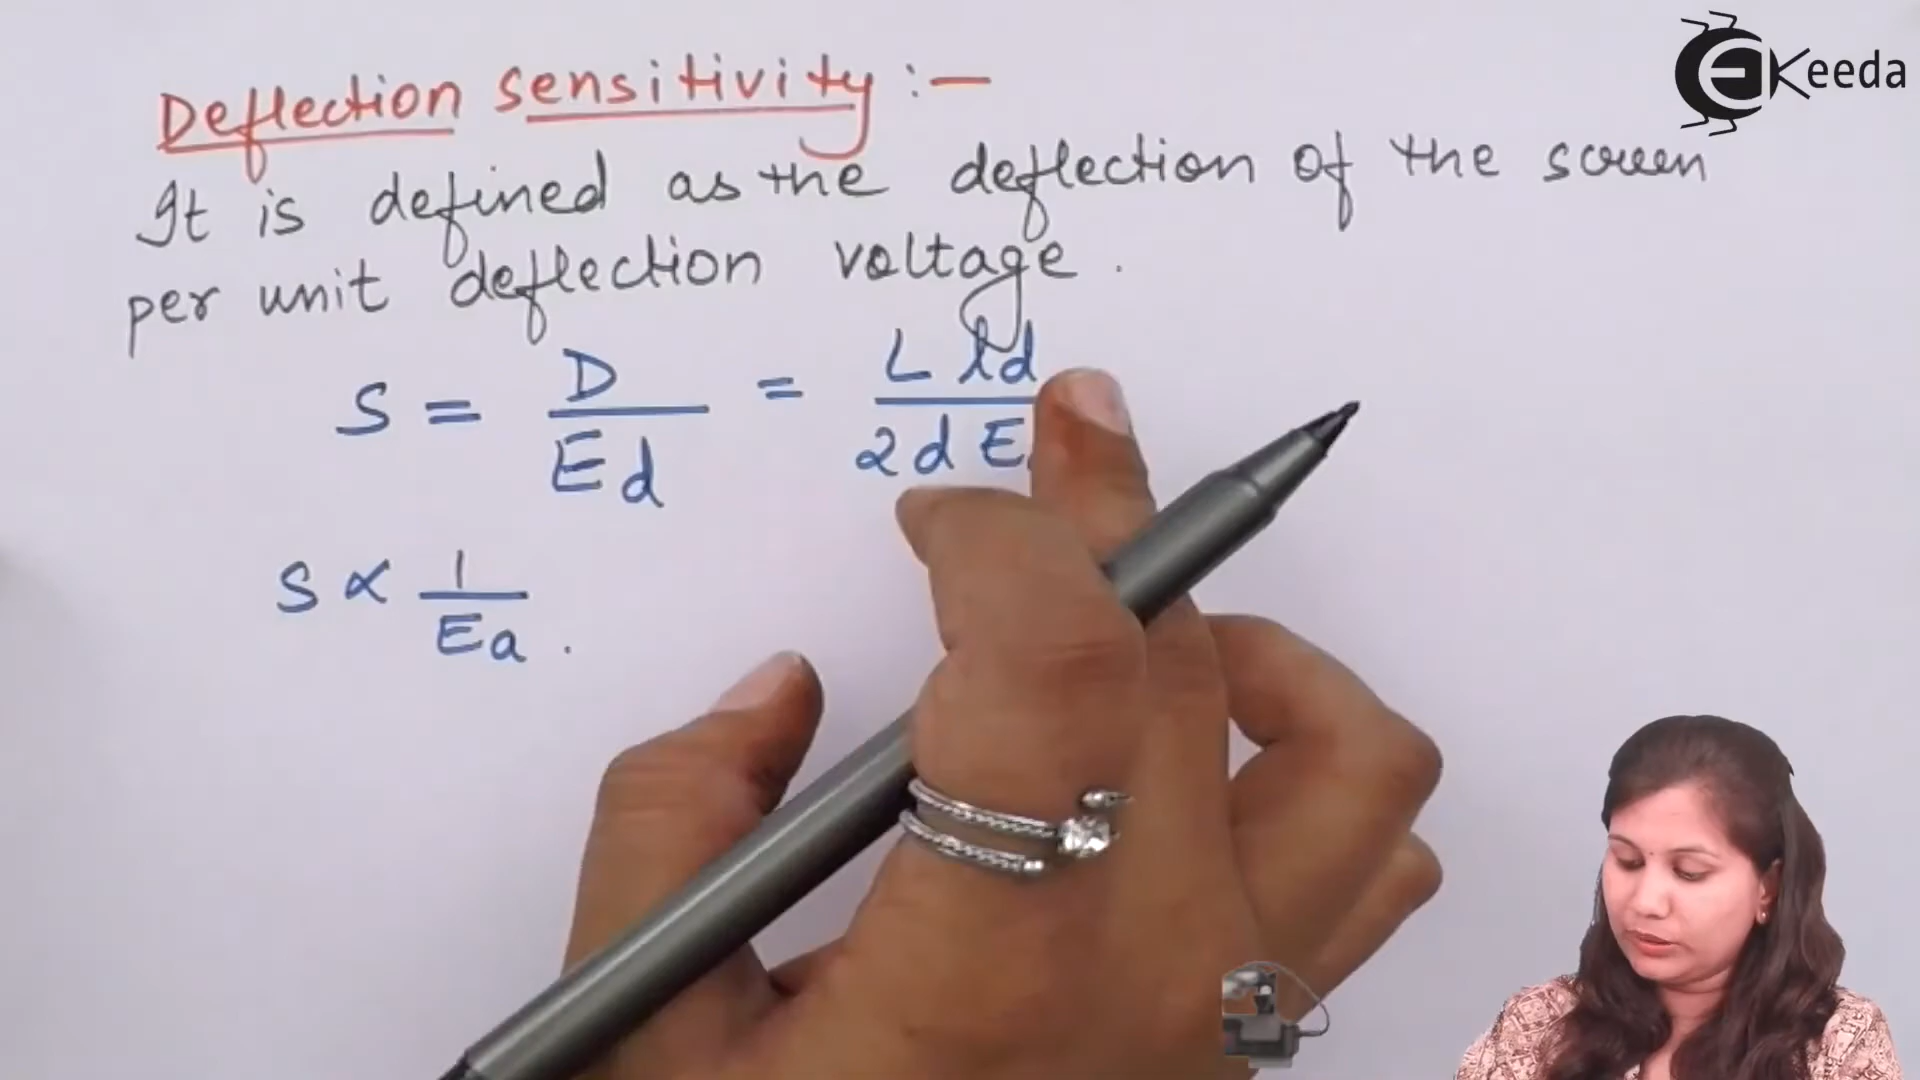 EKeeda
Deflection sensitivity :-
It is defined as the deflection of the screen
per unit deflection voltage.
S = D / Ed = L ld / 2d E
S ∝ 1 / Ea .